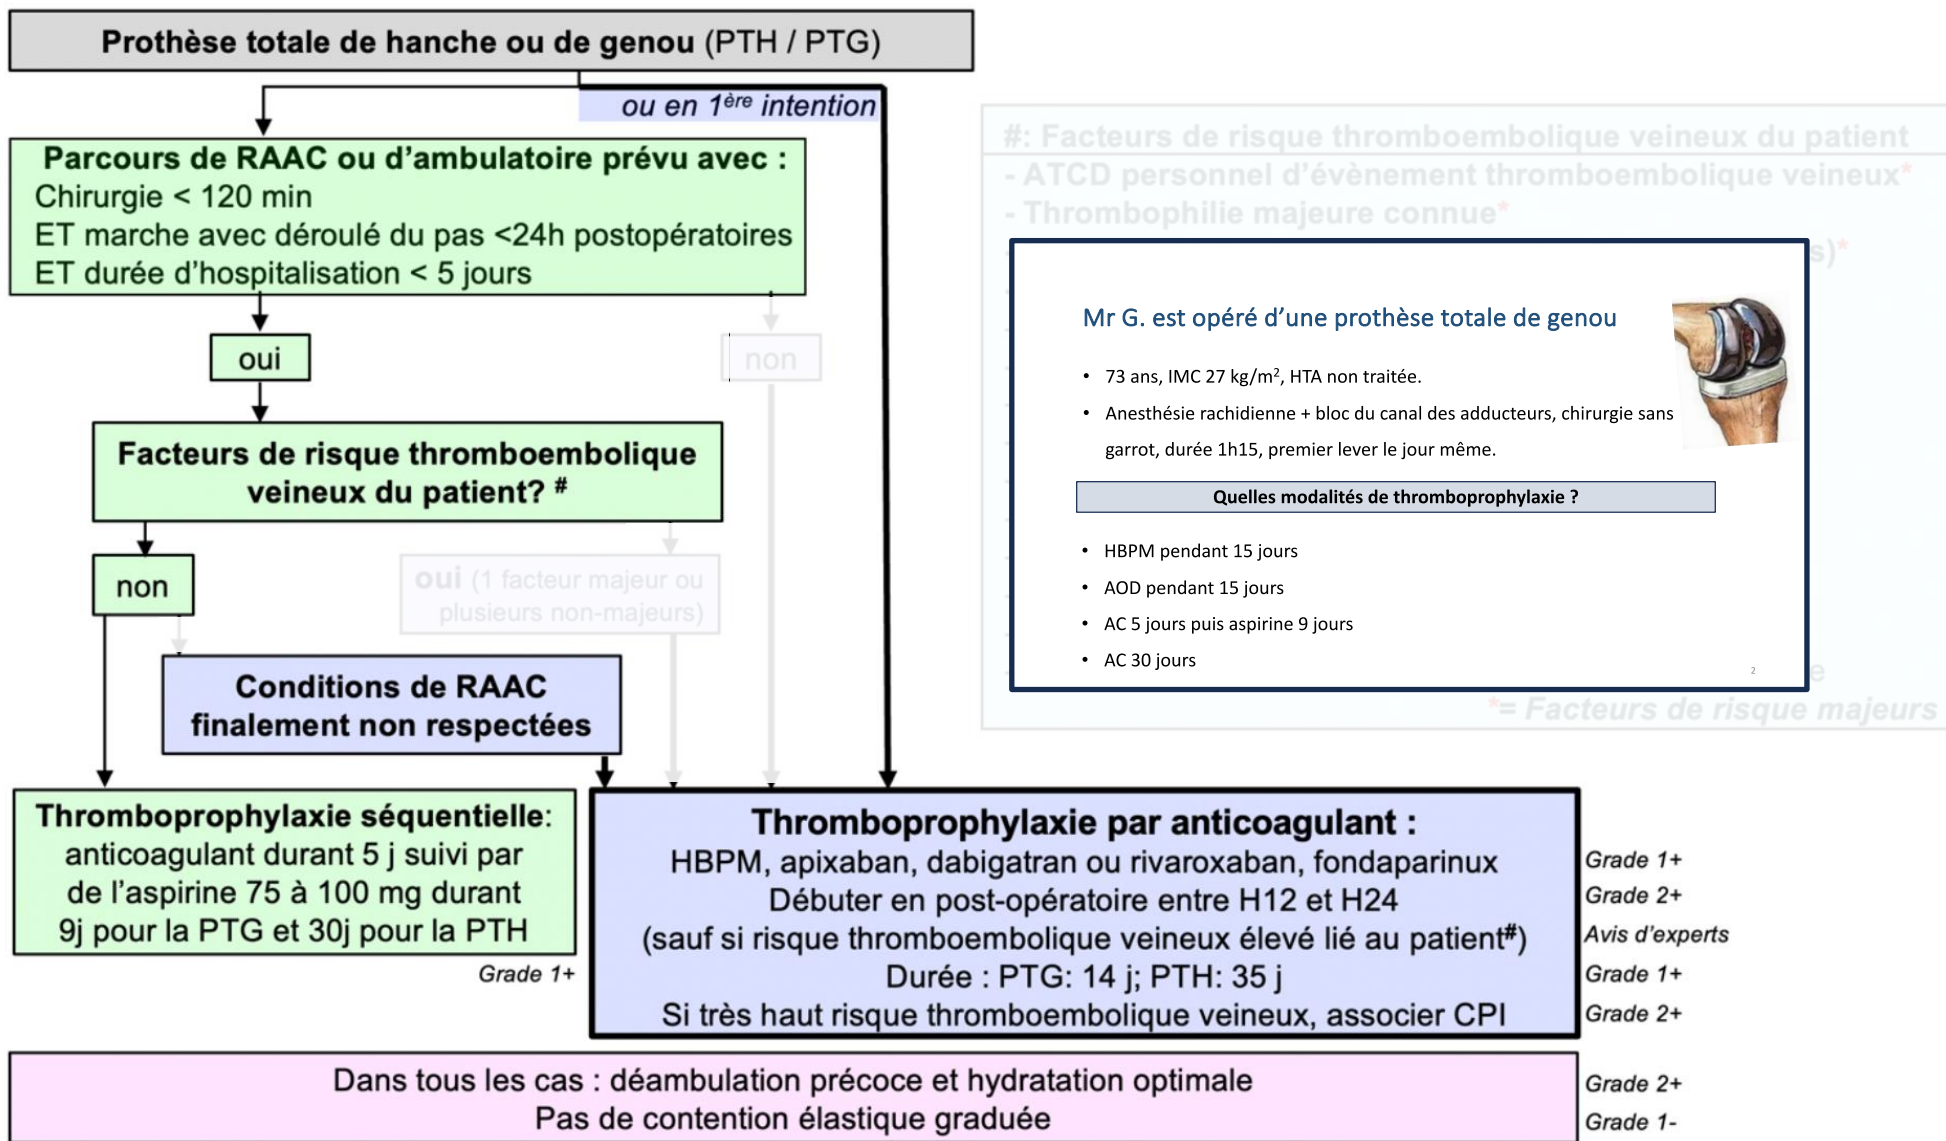 Prothèse totale de hanche ou de genou (PTH / PTG)
ou en 1ère intention
Parcours de RAAC ou d'ambulatoire prévu avec :
Chirurgie < 120 min
ET marche avec déroulé du pas <24h postopératoires
ET durée d'hospitalisation < 5 jours
oui
non
Facteurs de risque thromboembolique
veineux du patient? #
non
oui (1 facteur majeur ou
plusieurs non-majeurs)
Conditions de RAAC
finalement non respectées
Thromboprophylaxie séquentielle:
anticoagulant durant 5 j suivi par
de l'aspirine 75 à 100 mg durant
9j pour la PTG et 30j pour la PTH
Grade 1+
Thromboprophylaxie par anticoagulant :
HBPM, apixaban, dabigatran ou rivaroxaban, fondaparinux
Grade 1+
Débuter en post-opératoire entre H12 et H24
Grade 2+
(sauf si risque thromboembolique veineux élevé lié au patient#)
Avis d'experts
Durée : PTG: 14 j; PTH: 35 j
Grade 1+
Si très haut risque thromboembolique veineux, associer CPI
Grade 2+
Dans tous les cas : déambulation précoce et hydratation optimale
Grade 2+
Pas de contention élastique graduée
Grade 1-
#: Facteurs de risque thromboembolique veineux du patient
- ATCD personnel d'évènement thromboembolique veineux*
- Thrombophilie majeure connue*
s)*
Mr G. est opéré d'une prothèse totale de genou
• 73 ans, IMC 27 kg/m², HTA non traitée.
• Anesthésie rachidienne + bloc du canal des adducteurs, chirurgie sans
garrot, durée 1h15, premier lever le jour même.
Quelles modalités de thromboprophylaxie ?
• HBPM pendant 15 jours
• AOD pendant 15 jours
• AC 5 jours puis aspirine 9 jours
• AC 30 jours
2
e
*= Facteurs de risque majeurs